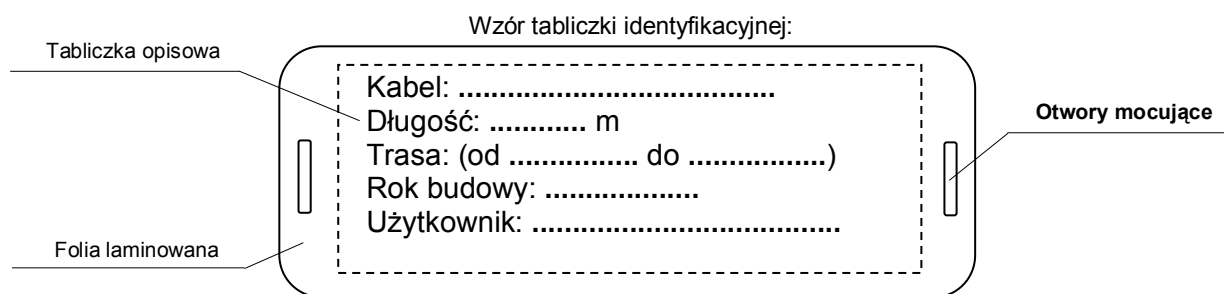 Wzór tabliczki identyfikacyjnej:
Tabliczka opisowa
Kabel: ......................................
Długość: ............ m
Trasa: (od ................ do .................)
Rok budowy: ...................
Użytkownik: .....................................
Otwory mocujące
Folia laminowana